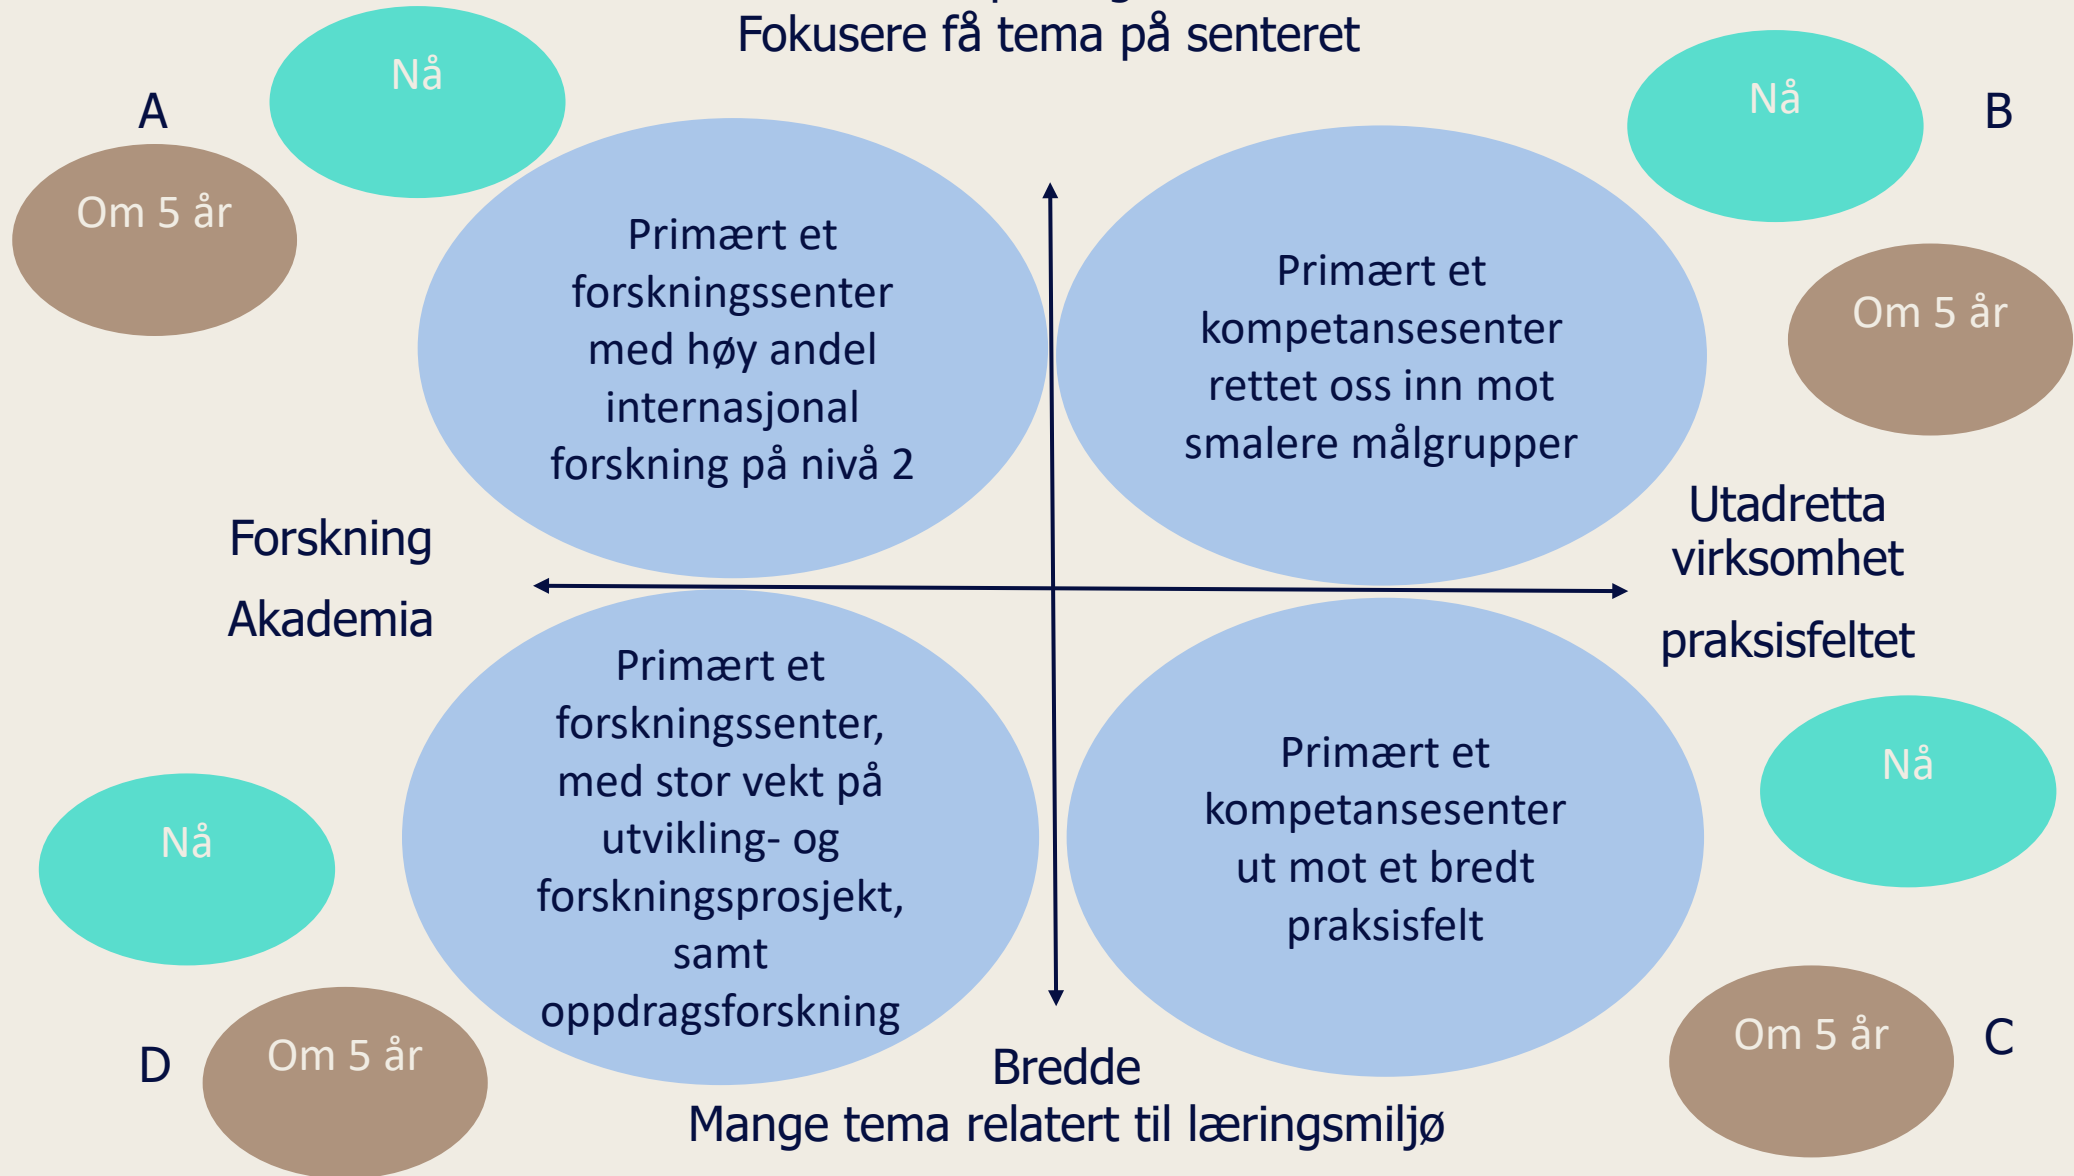 Fokusere få tema på senteret
A
Nå
Om 5 år
Primært et
forskningssenter
med høy andel
internasjonal
forskning på nivå 2
Nå
B
Om 5 år
Primært et
kompetansesenter
rettet oss inn mot
smalere målgrupper
Forskning
Akademia
Utadretta
virksomhet
praksisfeltet
Primært et
forskningssenter,
med stor vekt på
utvikling- og
forskningsprosjekt,
samt
oppdragsforskning
Nå
D
Om 5 år
Primært et
kompetansesenter
ut mot et bredt
praksisfelt
Nå
Om 5 år
C
Bredde
Mange tema relatert til læringsmiljø